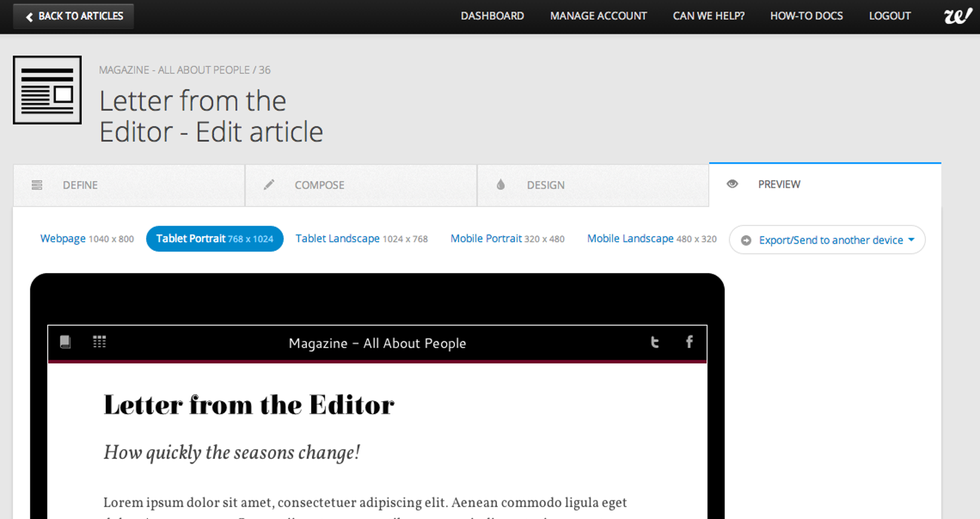 BACK TO ARTICLES
DASHBOARD MANAGE ACCOUNT CAN WE HELP? HOW-TO DOCS LOGOUT w!
MAGAZINE - ALL ABOUT PEOPLE / 36
Letter from the
Editor - Edit article
DEFINE COMPOSE DESIGN PREVIEW
Webpage 1040 x 800 Tablet Portrait 768 x 1024 Tablet Landscape 1024 x 768 Mobile Portrait 320 x 480 Mobile Landscape 480 x 320 Export/Send to another device
Magazine – All About People
Letter from the Editor
How quickly the seasons change!
Lorem ipsum dolor sit amet, consectetuer adipiscing elit. Aenean commodo ligula eget